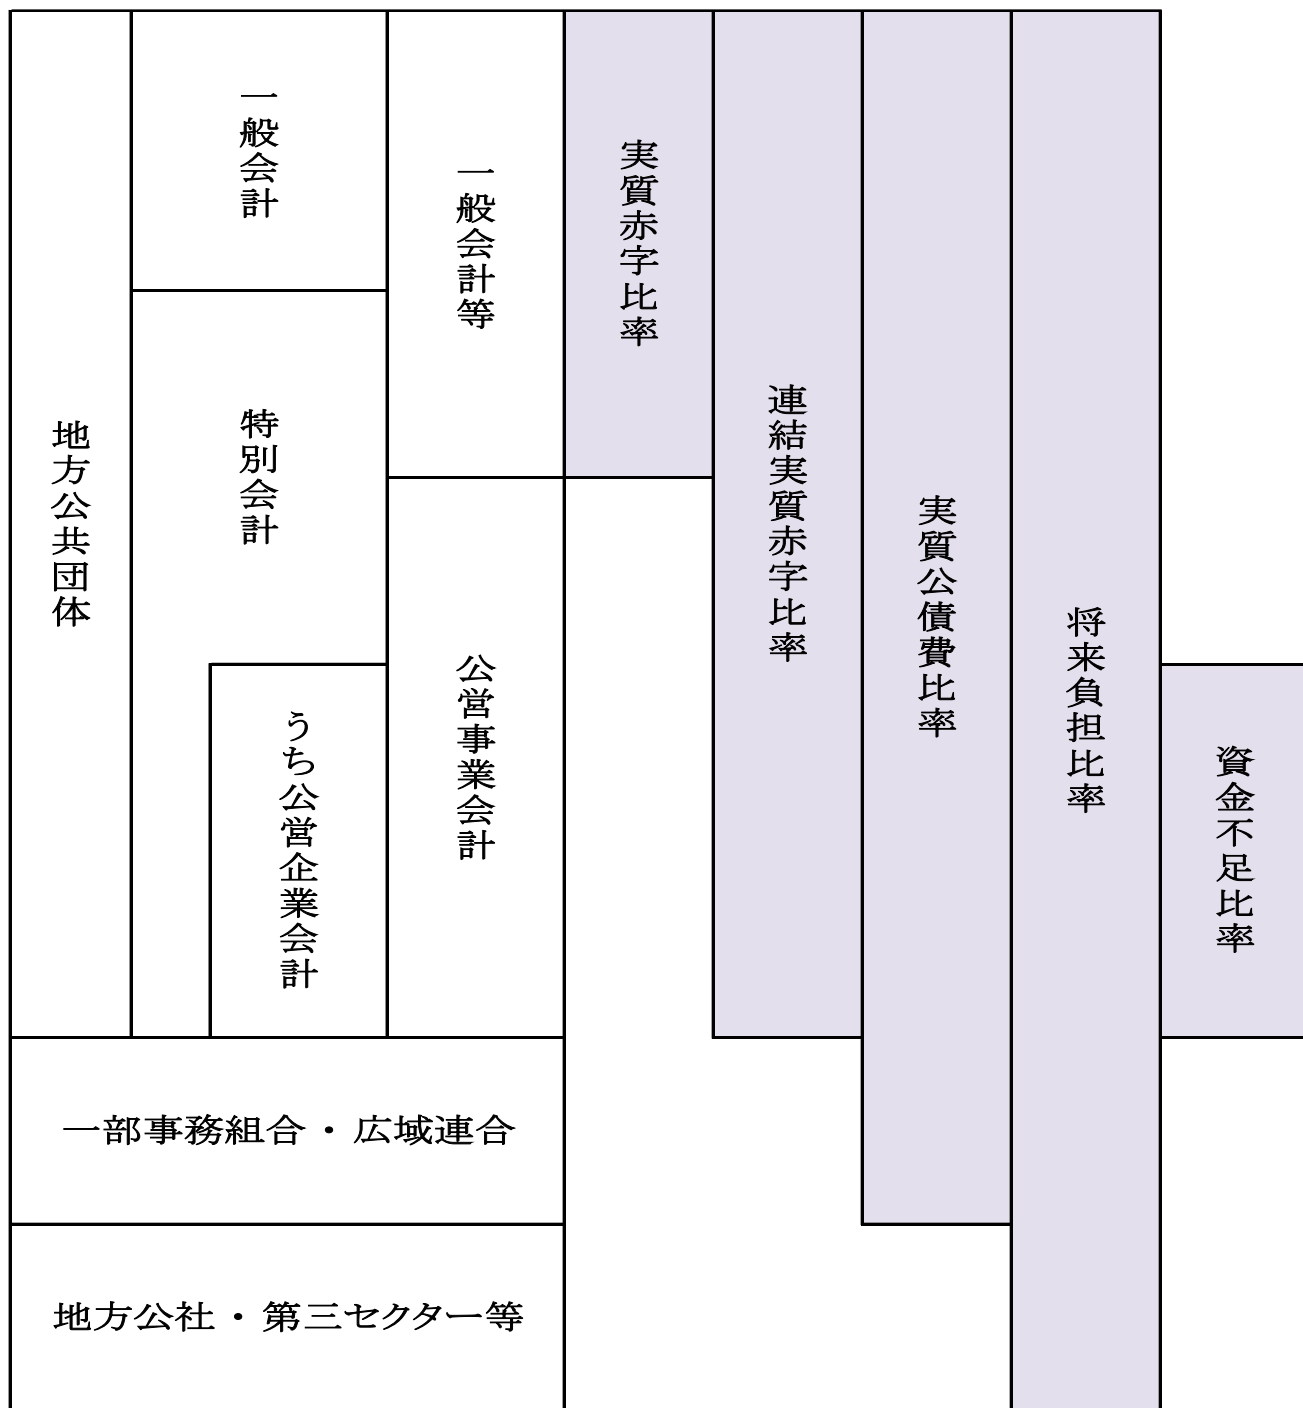 地方公共団体
一般会計
特別会計
うち公営企業会計
一般会計等
公営事業会計
実質赤字比率
連結実質赤字比率
実質公債費比率
将来負担比率
資金不足比率
一部事務組合・広域連合
地方公社・第三セクター等